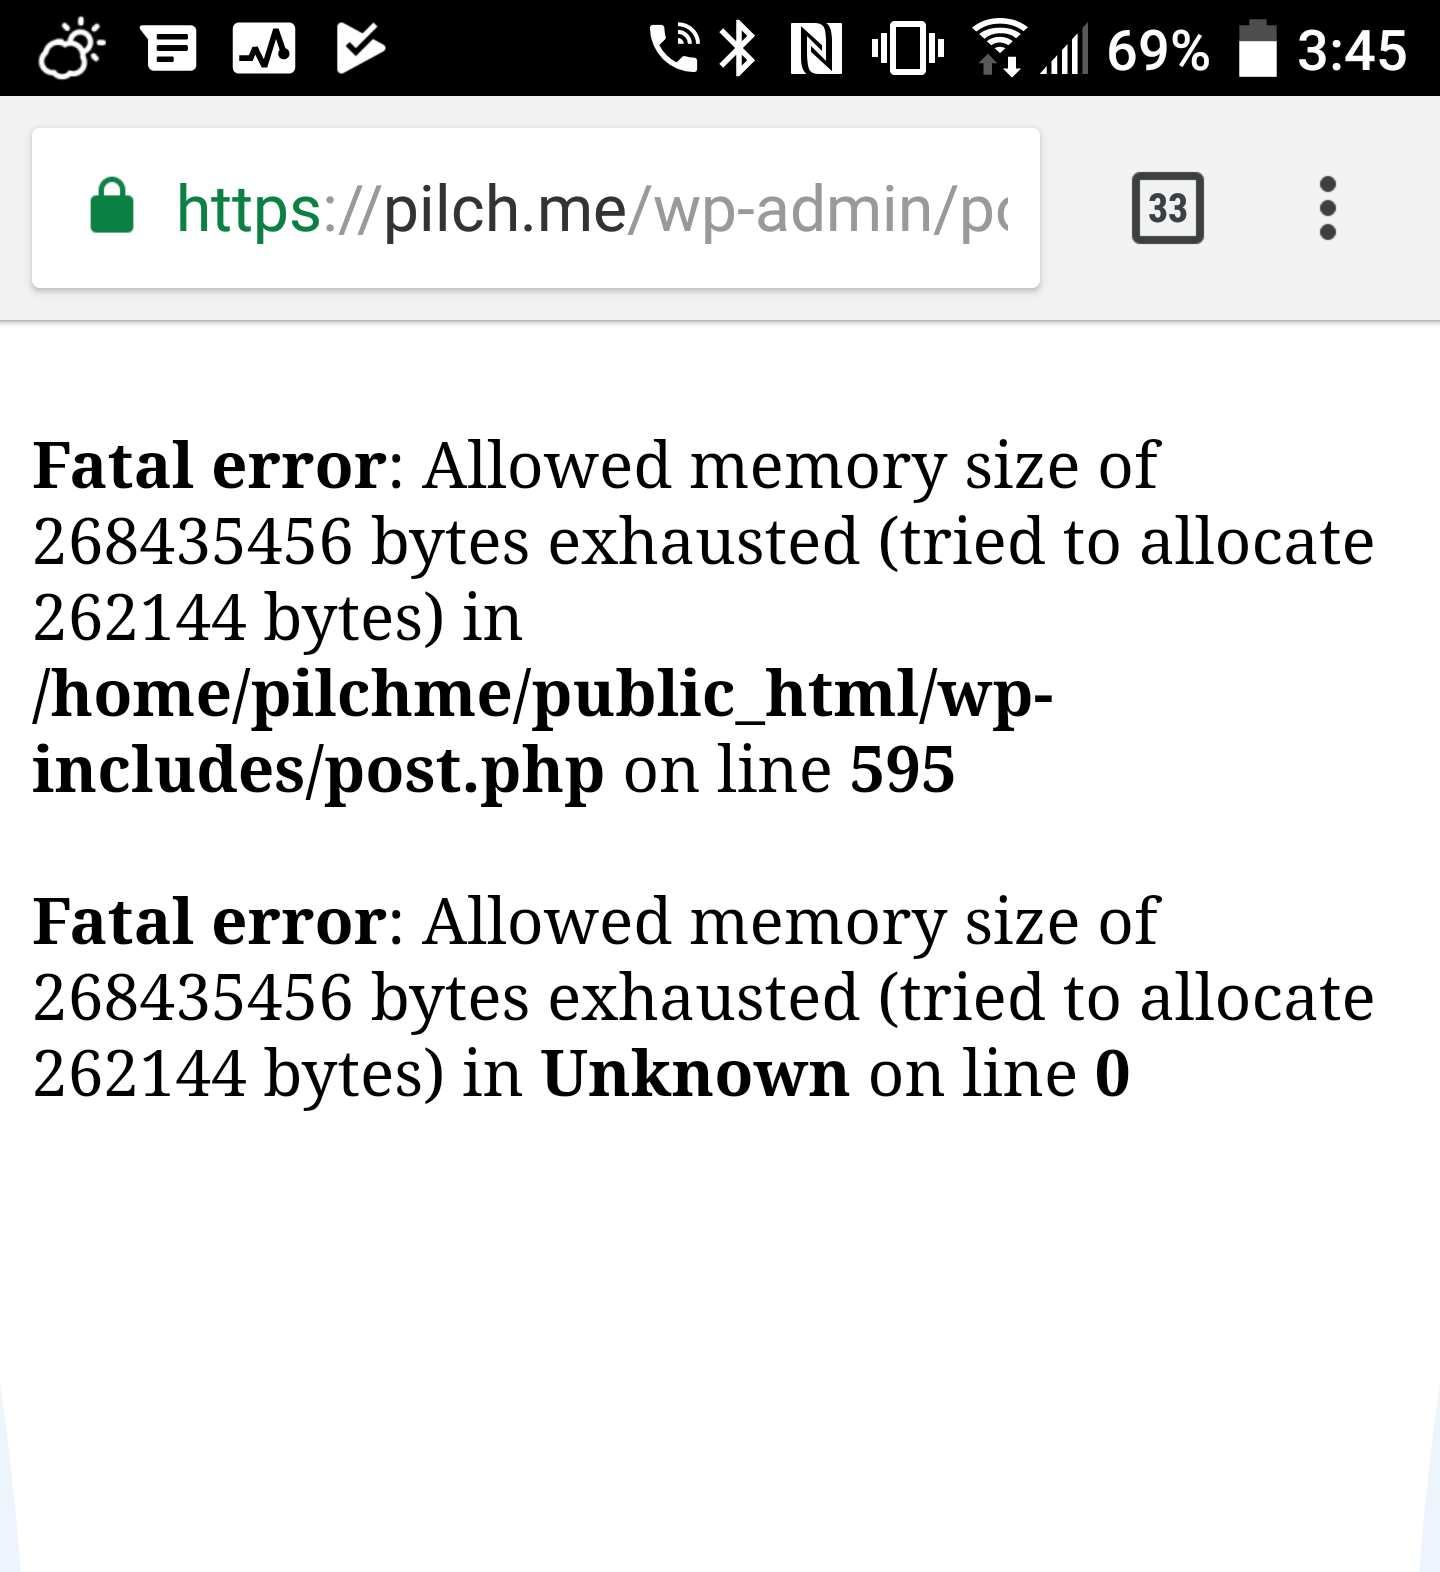 69% 3:45
https://pilch.me/wp-admin/po
33
Fatal error: Allowed memory size of
268435456 bytes exhausted (tried to allocate
262144 bytes) in
/home/pilchme/public_html/wp-
includes/post.php on line 595
Fatal error: Allowed memory size of
268435456 bytes exhausted (tried to allocate
262144 bytes) in Unknown on line 0